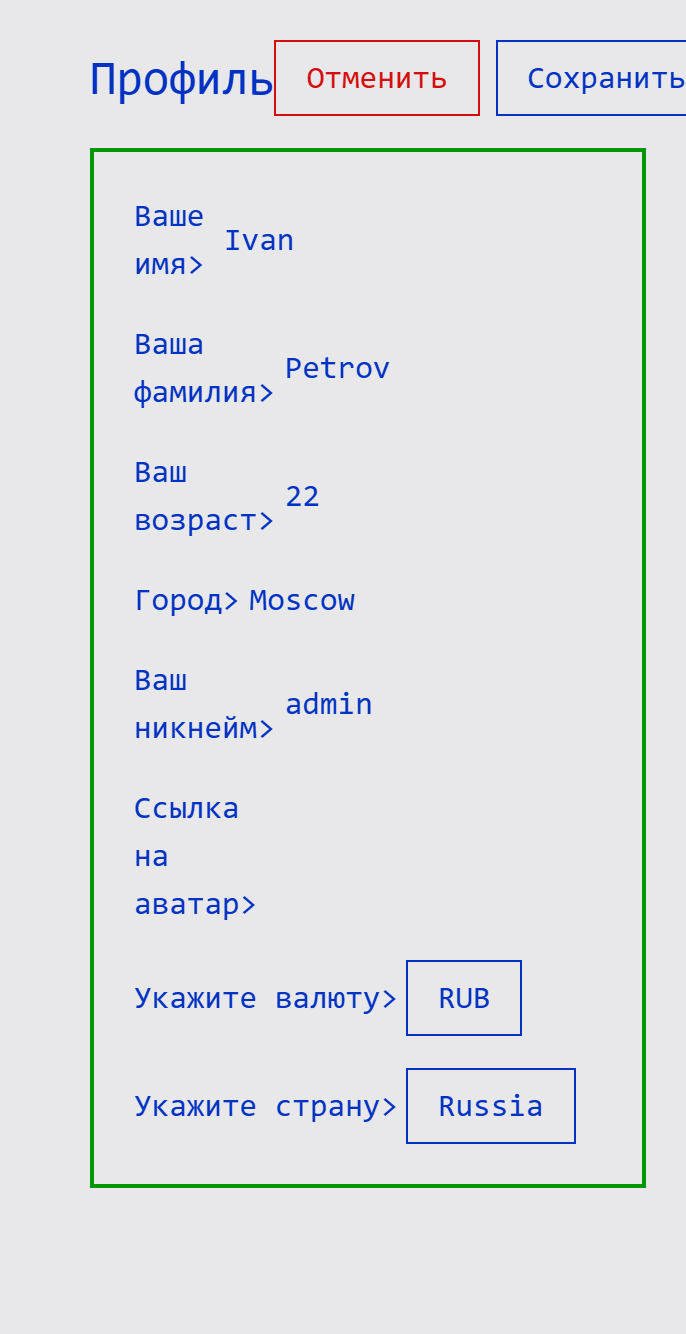 Профиль Отменить Сохранить
Ваше
имя> Ivan
Ваша
фамилия> Petrov
Ваш
возраст> 22
Город> Moscow
Ваш
никнейм> admin
Ссылка
на
аватар>
Укажите валюту> RUB
Укажите страну> Russia